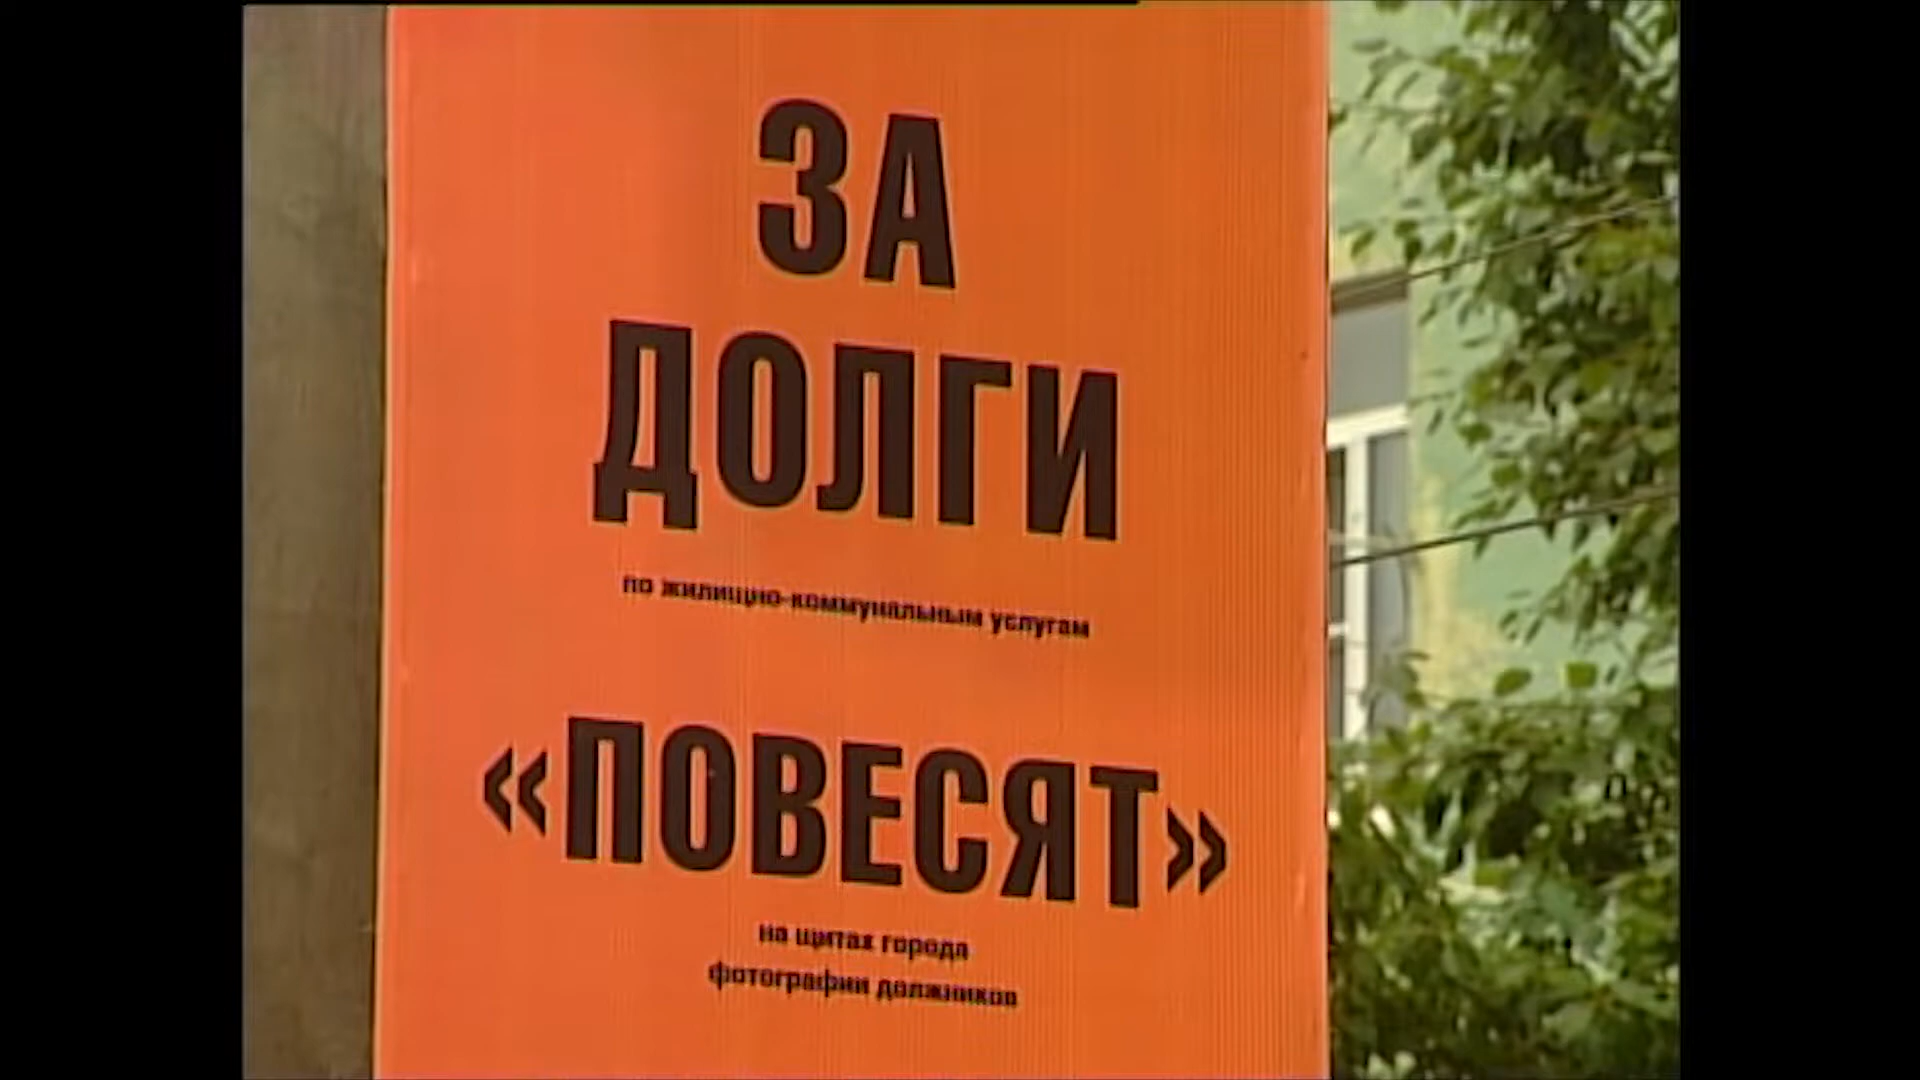 ЗА
ДОЛГИ
по жилищно-коммунальным услугам
«ПОВЕСЯТ»
на щитах города
фотографии должников